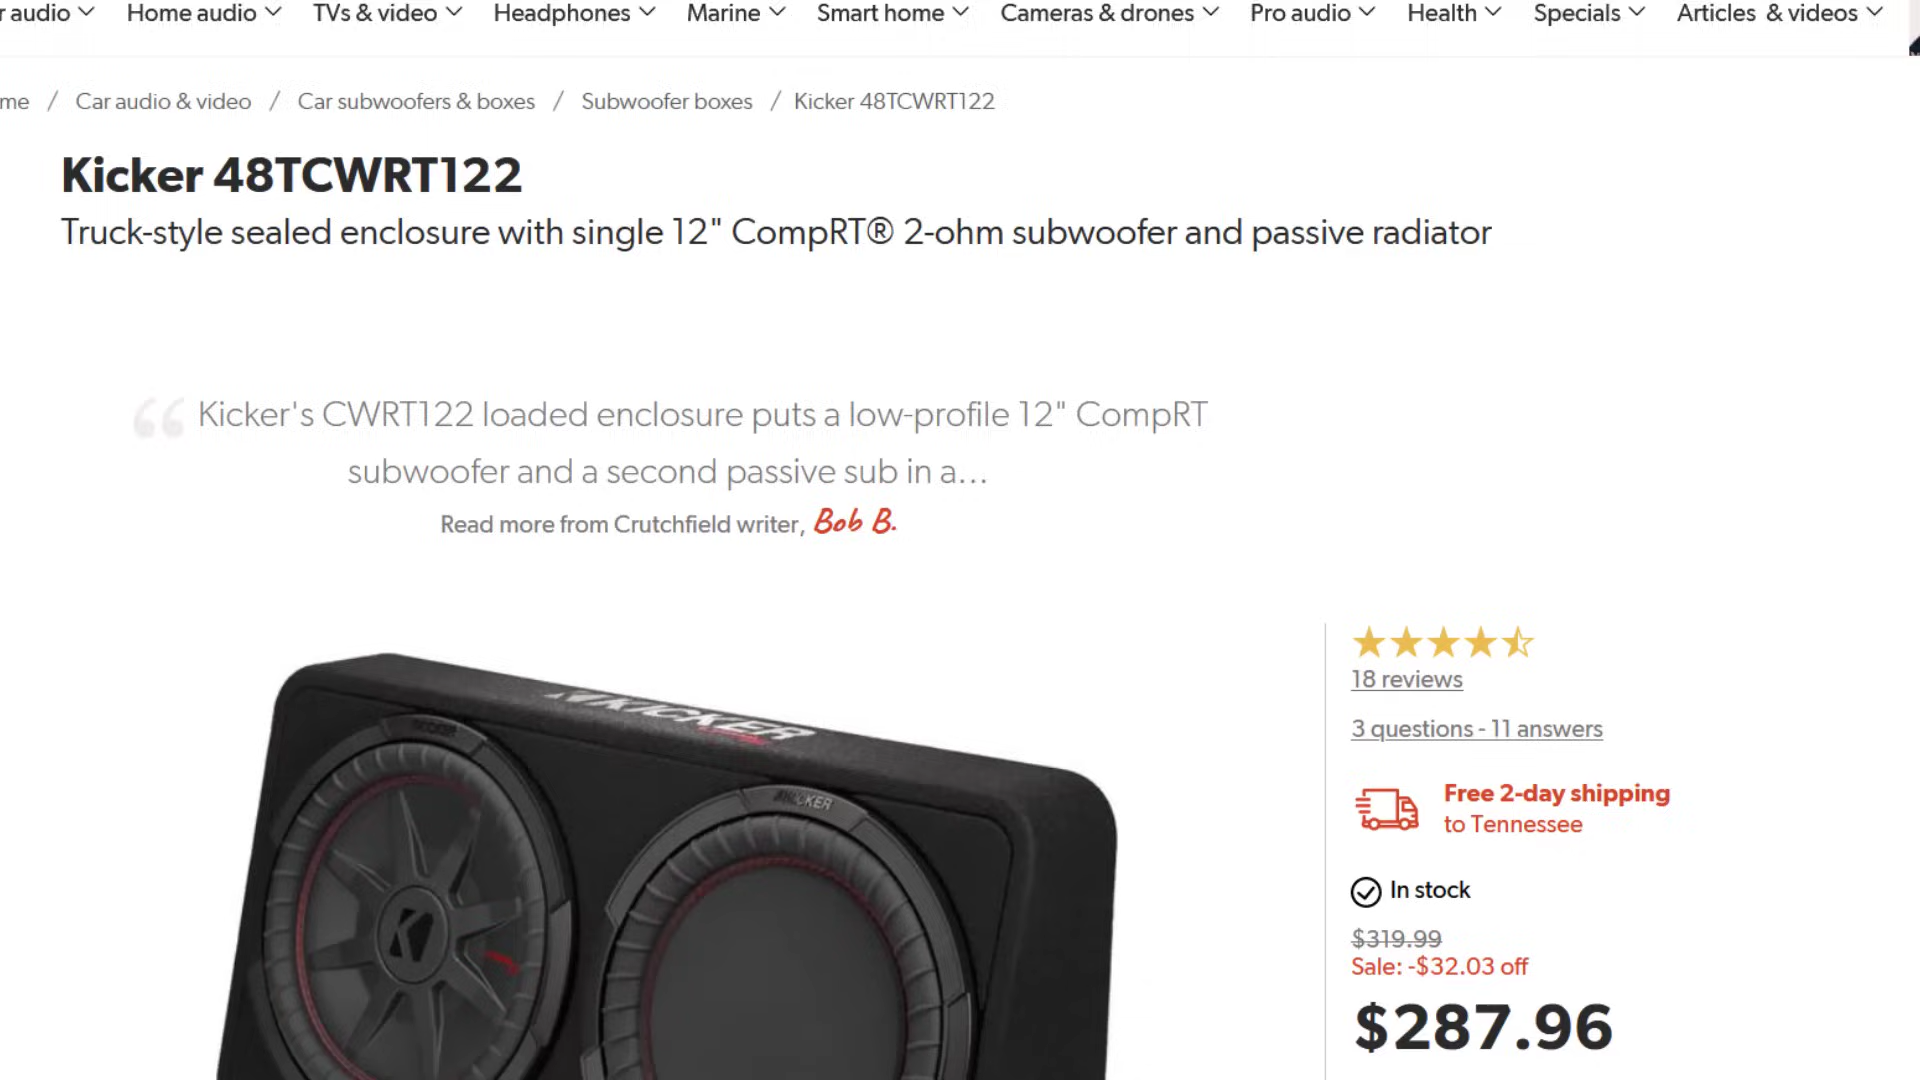 r audio Home audio TVs & video Headphones Marine Smart home Cameras & drones Pro audio Health Specials Articles & videos
me / Car audio & video / Car subwoofers & boxes / Subwoofer boxes / Kicker 48TCWRT122
Kicker 48TCWRT122
Truck-style sealed enclosure with single 12" CompRT® 2-ohm subwoofer and passive radiator
“ Kicker's CWRT122 loaded enclosure puts a low-profile 12" CompRT
subwoofer and a second passive sub in a...
Read more from Crutchfield writer, Bob B.
KICKER
KICKER
KICKER
18 reviews
3 questions - 11 answers
Free 2-day shipping
to Tennessee
In stock
$319.99
Sale: -$32.03 off
$287.96